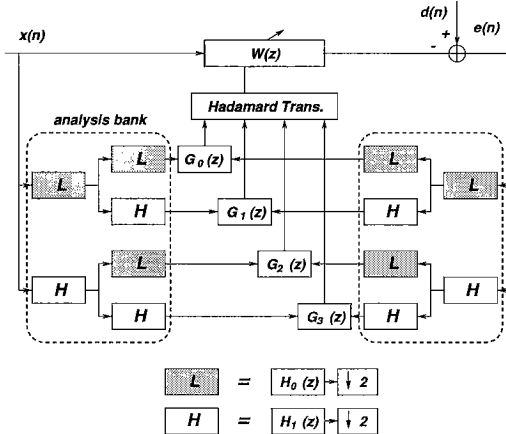 x(n)
d(n)
+
-
e(n)
W(z)
Hadamard Trans.
analysis bank
L
G0 (z)
L
L
L
H
G1 (z)
H
L
G2 (z)
L
H
H
H
G3 (z)
H
L = H0 (z) ↓ 2
H = H1 (z) ↓ 2